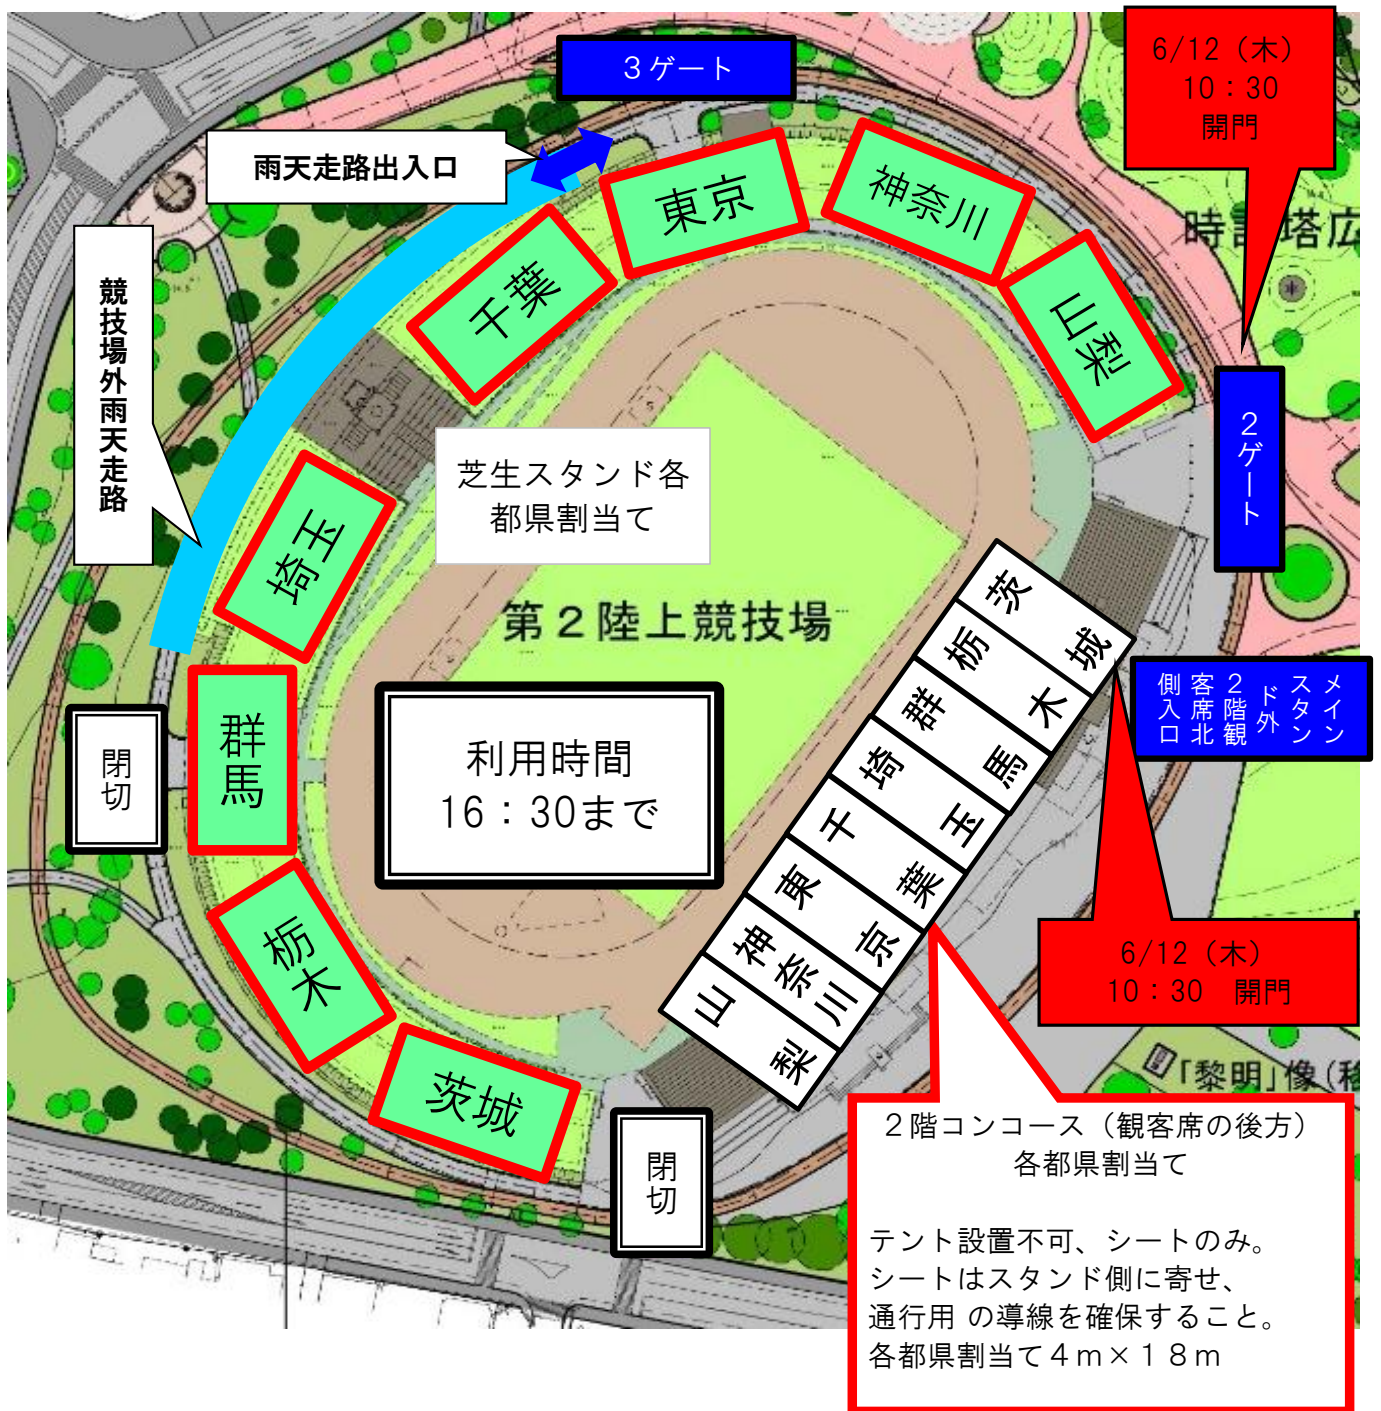 ３ゲート
6/12（木）
10：30
開門
雨天走路出入口
東京
神奈川
千葉
山梨
時計塔広
競技場外雨天走路
２ゲート
芝生スタンド各
都県割当て
埼玉
第２陸上競技場
茨城
栃木
群馬
埼玉
千葉
東京
神奈川
山梨
メイン
スタン
ド外
２階観
客席北
側入口
群馬
閉切
利用時間
16：30まで
栃木
茨城
閉切
6/12（木）
10：30　開門
「黎明」像(移
２階コンコース（観客席の後方）
各都県割当て
テント設置不可、シートのみ。
シートはスタンド側に寄せ、
通行用 の導線を確保すること。
各都県割当て４ｍ×１８ｍ